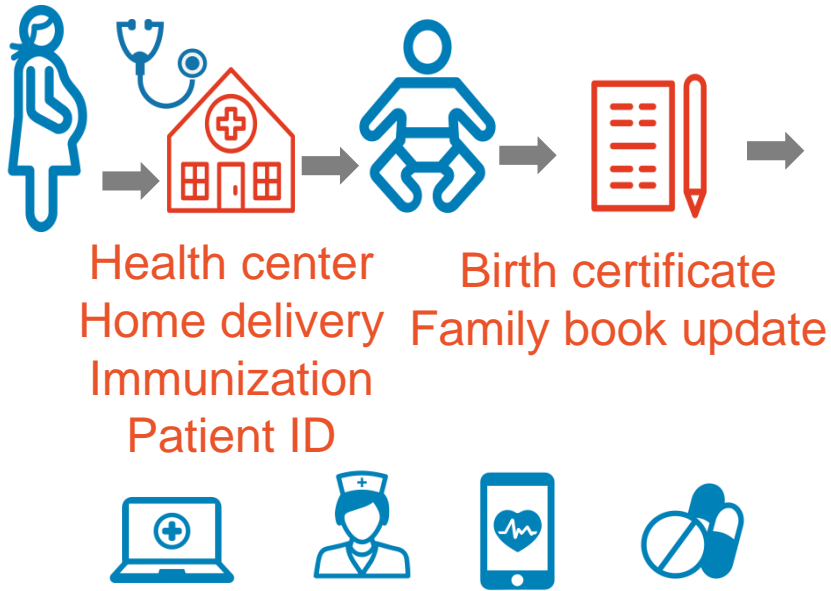 Health center
Home delivery
Immunization
Patient ID
Birth certificate
Family book update